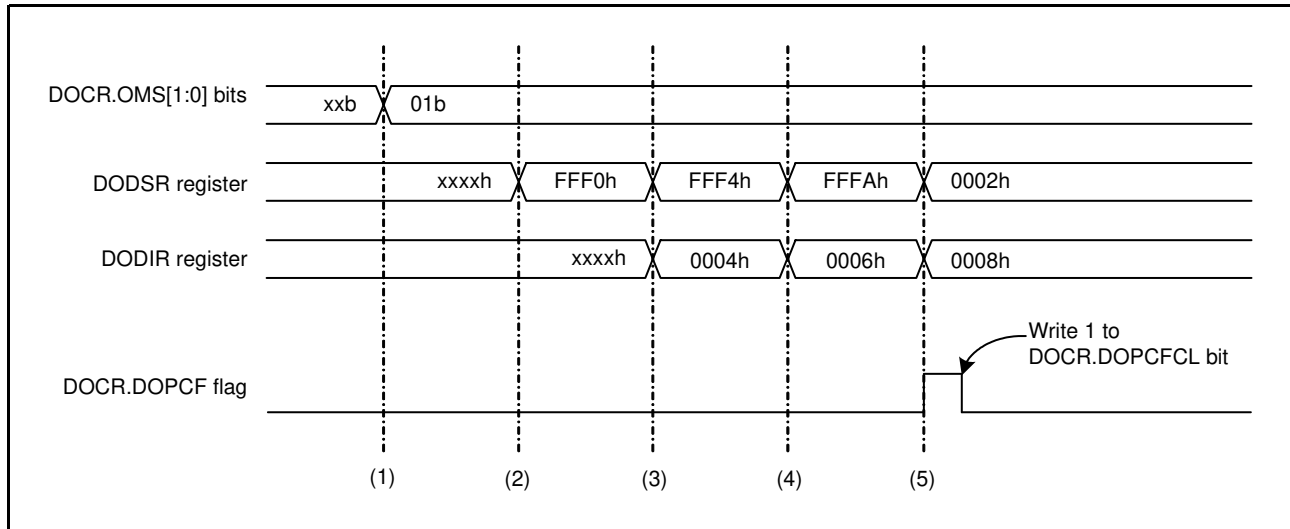 DOCR.OMS[1:0] bits xxb 01b
DODSR register xxxxh FFF0h FFF4h FFFAh 0002h
DODIR register xxxxh 0004h 0006h 0008h
Write 1 to
DOCR.DOPCFCL bit
DOCR.DOPCF flag
(1) (2) (3) (4) (5)